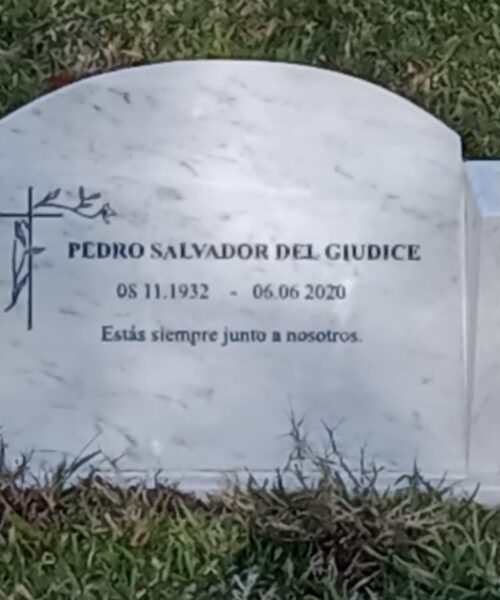 PEDRO SALVADOR DEL GIUDICE
08 11.1932 - 06.06 2020
Estás siempre junto a nosotros.